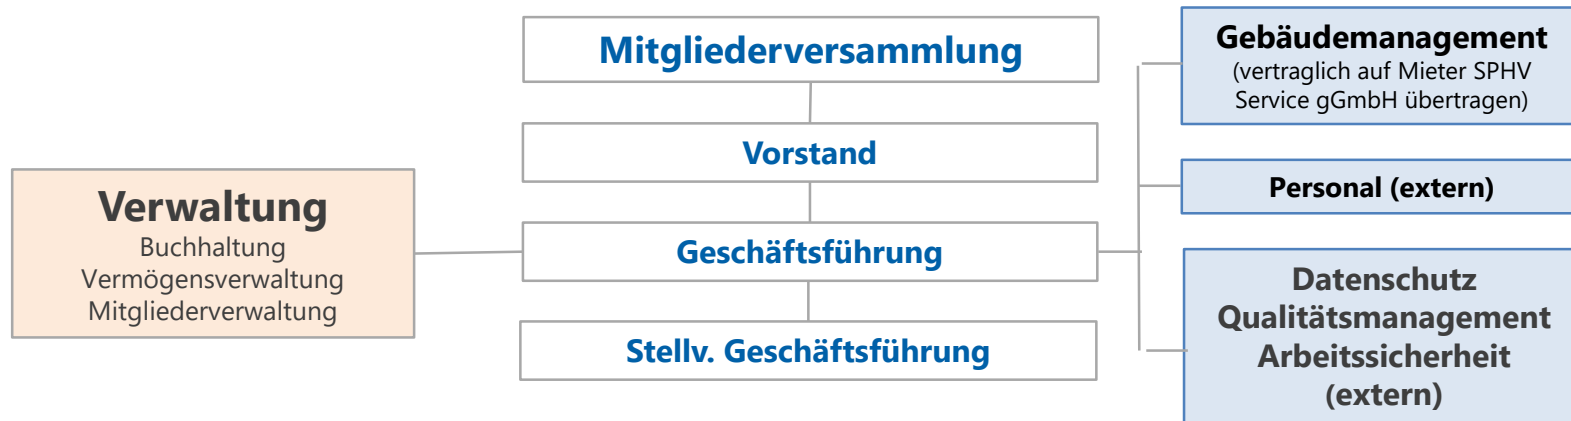 Mitgliederversammlung
Vorstand
Geschäftsführung
Stellv. Geschäftsführung
Verwaltung
Buchhaltung
Vermögensverwaltung
Mitgliederverwaltung
Gebäudemanagement
(vertraglich auf Mieter SPHV
Service gGmbH übertragen)
Personal (extern)
Datenschutz
Qualitätsmanagement
Arbeitssicherheit
(extern)